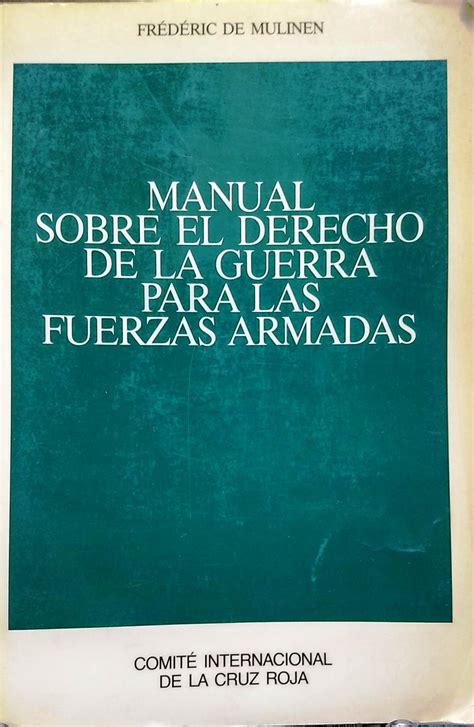 FRÉDÉRIC DE MULINEN
MANUAL
SOBRE EL DERECHO
DE LA GUERRA
PARA LAS
FUERZAS ARMADAS
COMITÉ INTERNACIONAL
DE LA CRUZ ROJA